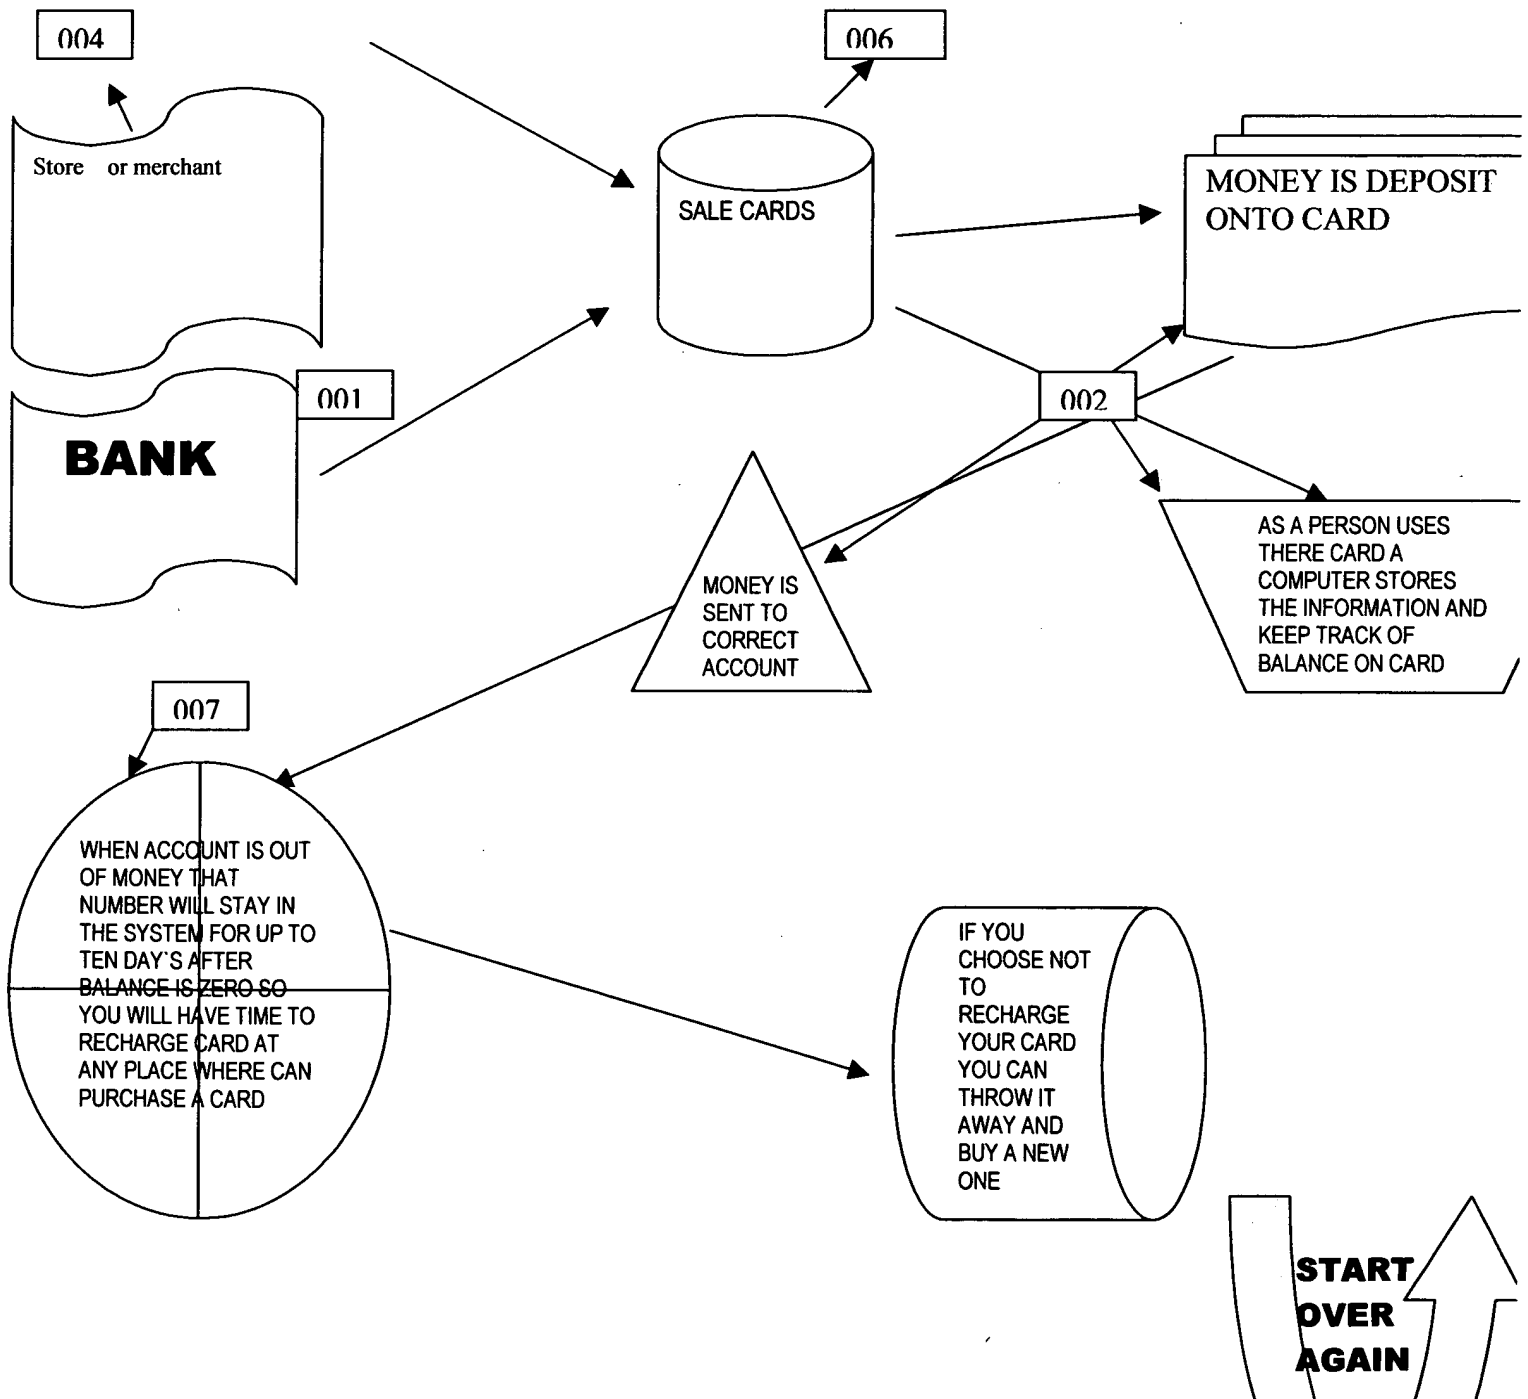 004
006
Store or merchant
SALE CARDS
MONEY IS DEPOSIT
ONTO CARD
001
BANK
002
MONEY IS
SENT TO
CORRECT
ACCOUNT
AS A PERSON USES
THERE CARD A
COMPUTER STORES
THE INFORMATION AND
KEEP TRACK OF
BALANCE ON CARD
007
WHEN ACCOUNT IS OUT
OF MONEY THAT
NUMBER WILL STAY IN
THE SYSTEM FOR UP TO
TEN DAY'S AFTER
BALANCE IS ZERO SO
YOU WILL HAVE TIME TO
RECHARGE CARD AT
ANY PLACE WHERE CAN
PURCHASE A CARD
IF YOU
CHOOSE NOT
TO
RECHARGE
YOUR CARD
YOU CAN
THROW IT
AWAY AND
BUY A NEW
ONE
START
OVER
AGAIN